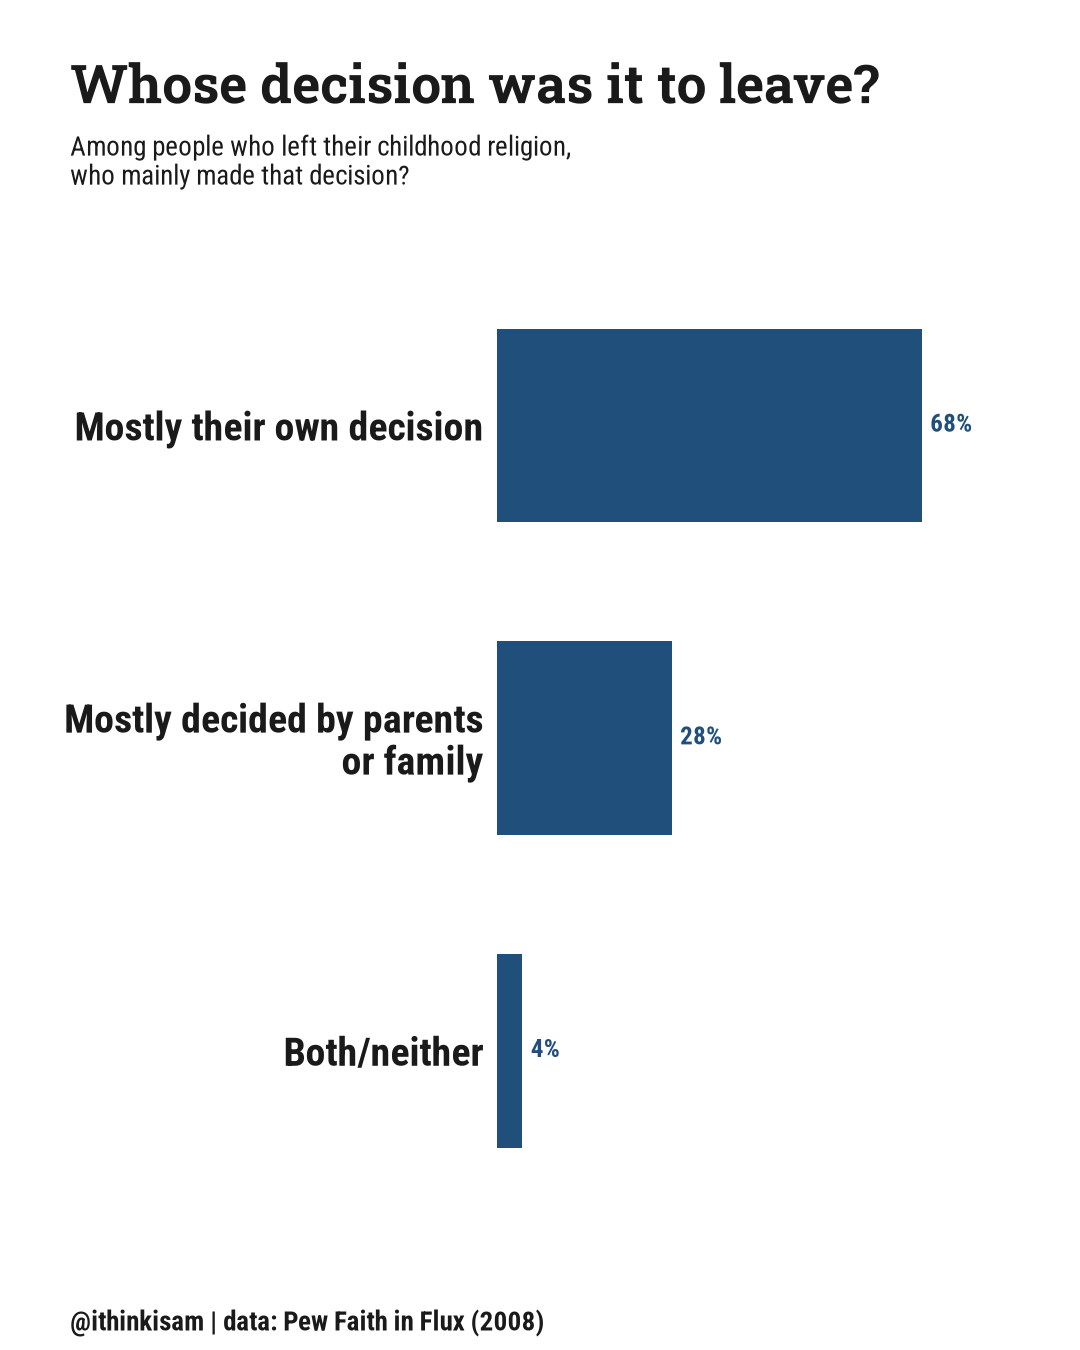 Whose decision was it to leave?
Among people who left their childhood religion,
who mainly made that decision?
Mostly their own decision
68%
Mostly decided by parents
or family
28%
Both/neither
4%
@ithinkisam | data: Pew Faith in Flux (2008)